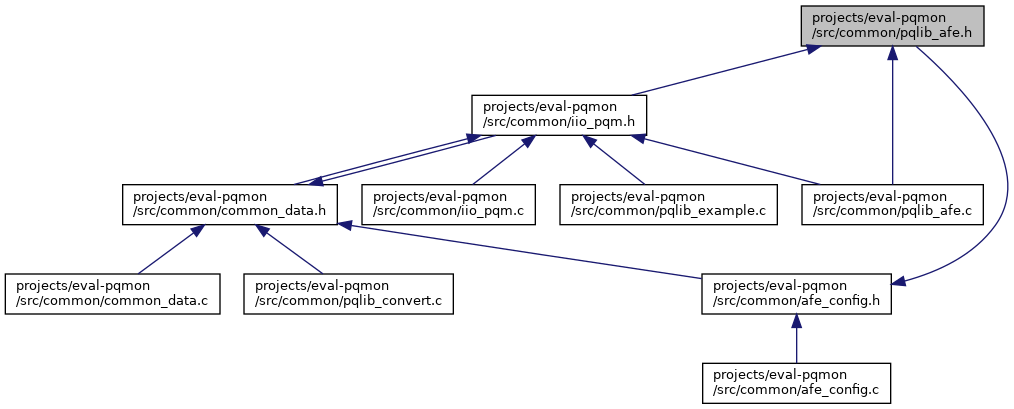 projects/eval-pqmon
/src/common/pqlib_afe.h
projects/eval-pqmon
/src/common/iio_pqm.h
projects/eval-pqmon
/src/common/common_data.h
projects/eval-pqmon
/src/common/iio_pqm.c
projects/eval-pqmon
/src/common/pqlib_example.c
projects/eval-pqmon
/src/common/pqlib_afe.c
projects/eval-pqmon
/src/common/common_data.c
projects/eval-pqmon
/src/common/pqlib_convert.c
projects/eval-pqmon
/src/common/afe_config.h
projects/eval-pqmon
/src/common/afe_config.c